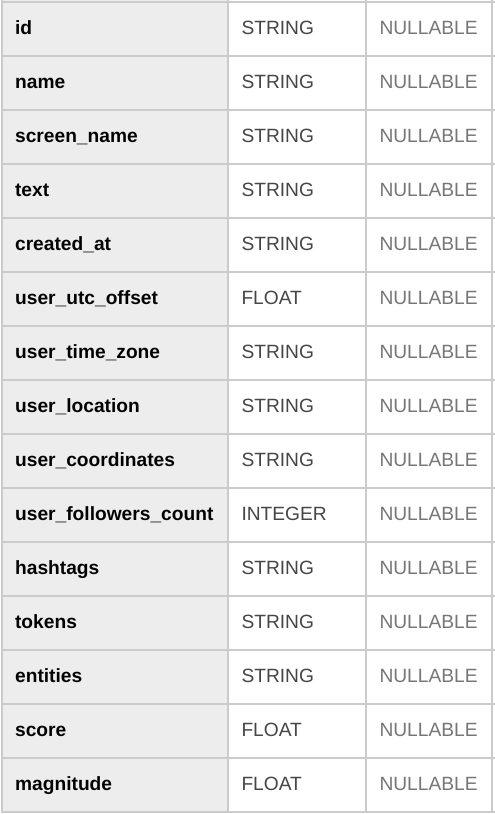 id STRING NULLABLE
name STRING NULLABLE
screen_name STRING NULLABLE
text STRING NULLABLE
created_at STRING NULLABLE
user_utc_offset FLOAT NULLABLE
user_time_zone STRING NULLABLE
user_location STRING NULLABLE
user_coordinates STRING NULLABLE
user_followers_count INTEGER NULLABLE
hashtags STRING NULLABLE
tokens STRING NULLABLE
entities STRING NULLABLE
score FLOAT NULLABLE
magnitude FLOAT NULLABLE